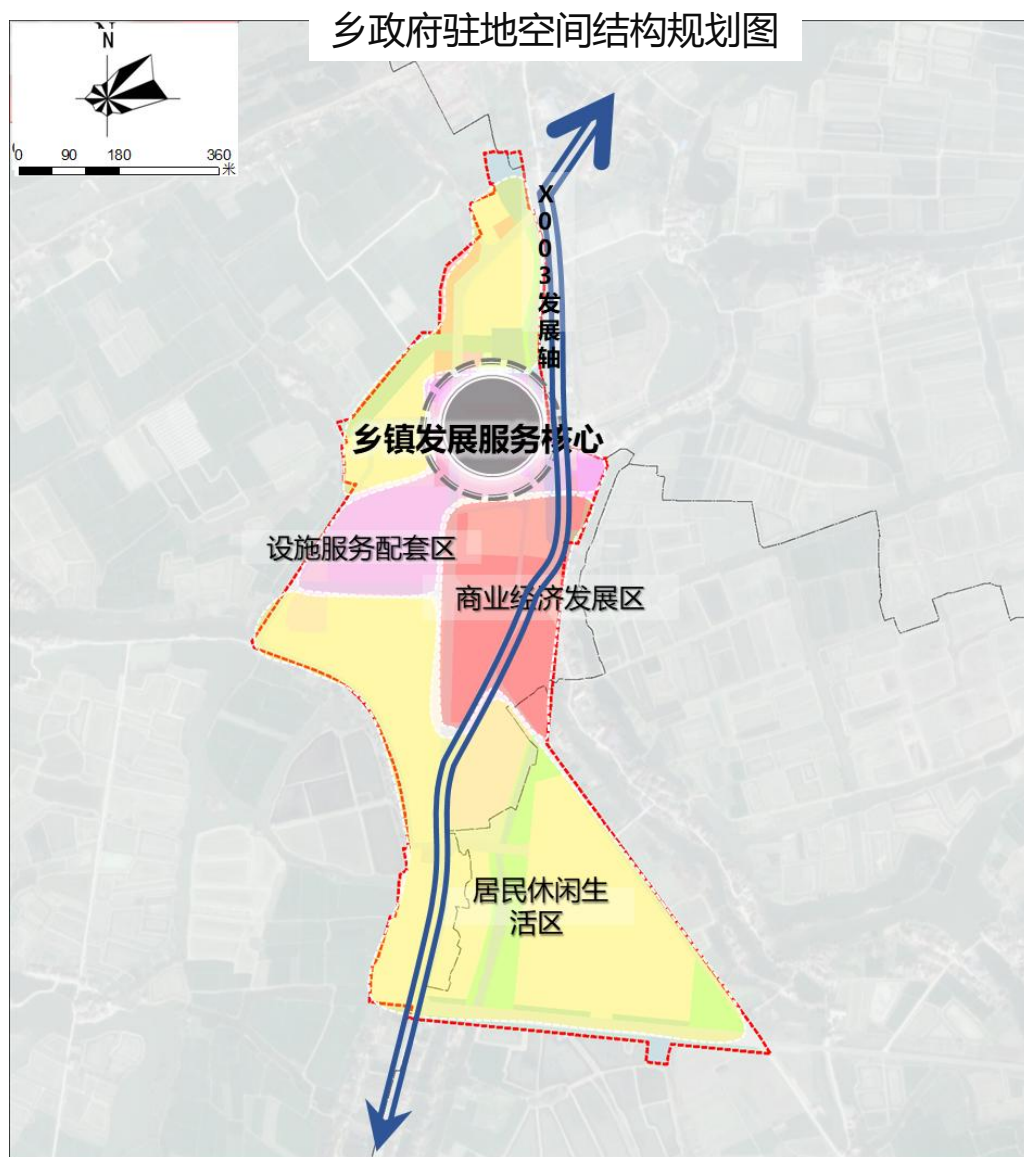 乡政府驻地空间结构规划图
N
0 90 180 360
米
X003发展轴
乡镇发展服务核心
设施服务配套区
商业经济发展区
居民休闲生
活区